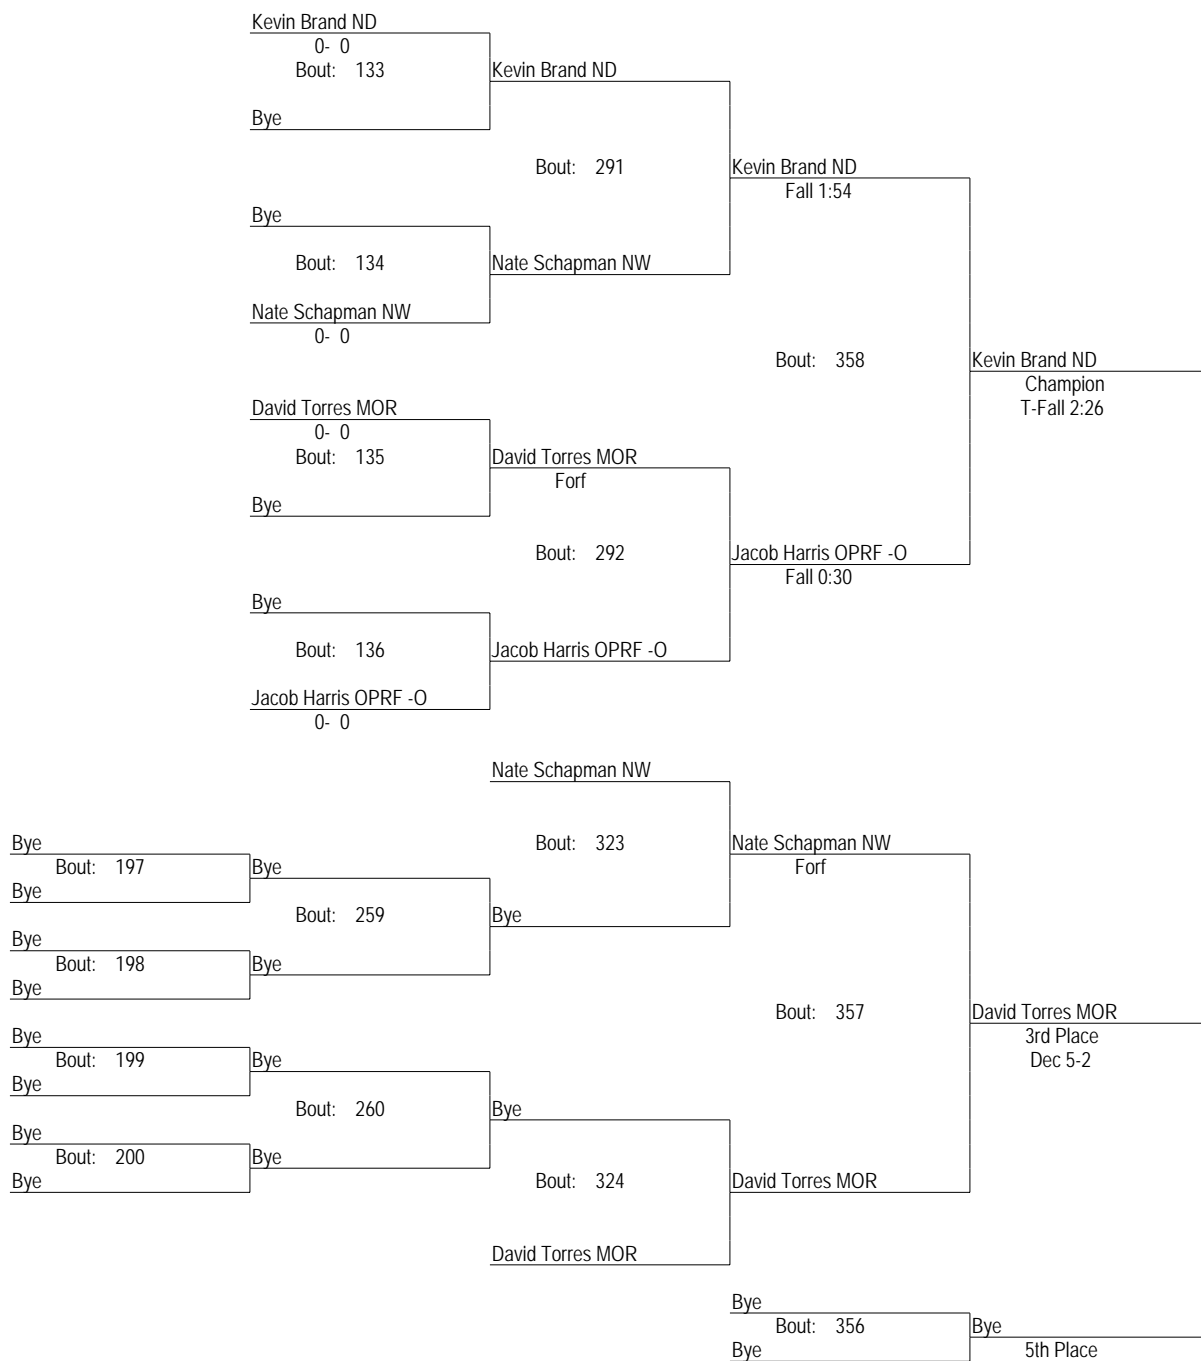 Kevin Brand ND
0- 0
Bout: 133
Kevin Brand ND
Bye
Bout: 291
Kevin Brand ND
Fall 1:54
Bye
Bout: 134
Nate Schapman NW
Nate Schapman NW
0- 0
Bout: 358
Kevin Brand ND
Champion
T-Fall 2:26
David Torres MOR
0- 0
Bout: 135
David Torres MOR
Forf
Bye
Bout: 292
Jacob Harris OPRF -O
Fall 0:30
Bye
Bout: 136
Jacob Harris OPRF -O
Jacob Harris OPRF -O
0- 0
Nate Schapman NW
Bout: 323
Nate Schapman NW
Forf
Bye
Bout: 197
Bye
Bye
Bout: 259
Bye
Bye
Bout: 198
Bye
Bye
Bout: 357
David Torres MOR
3rd Place
Dec 5-2
Bye
Bout: 199
Bye
Bye
Bout: 260
Bye
Bye
Bout: 200
Bye
Bye
Bout: 324
David Torres MOR
David Torres MOR
Bye
Bout: 356
Bye
Bye
5th Place